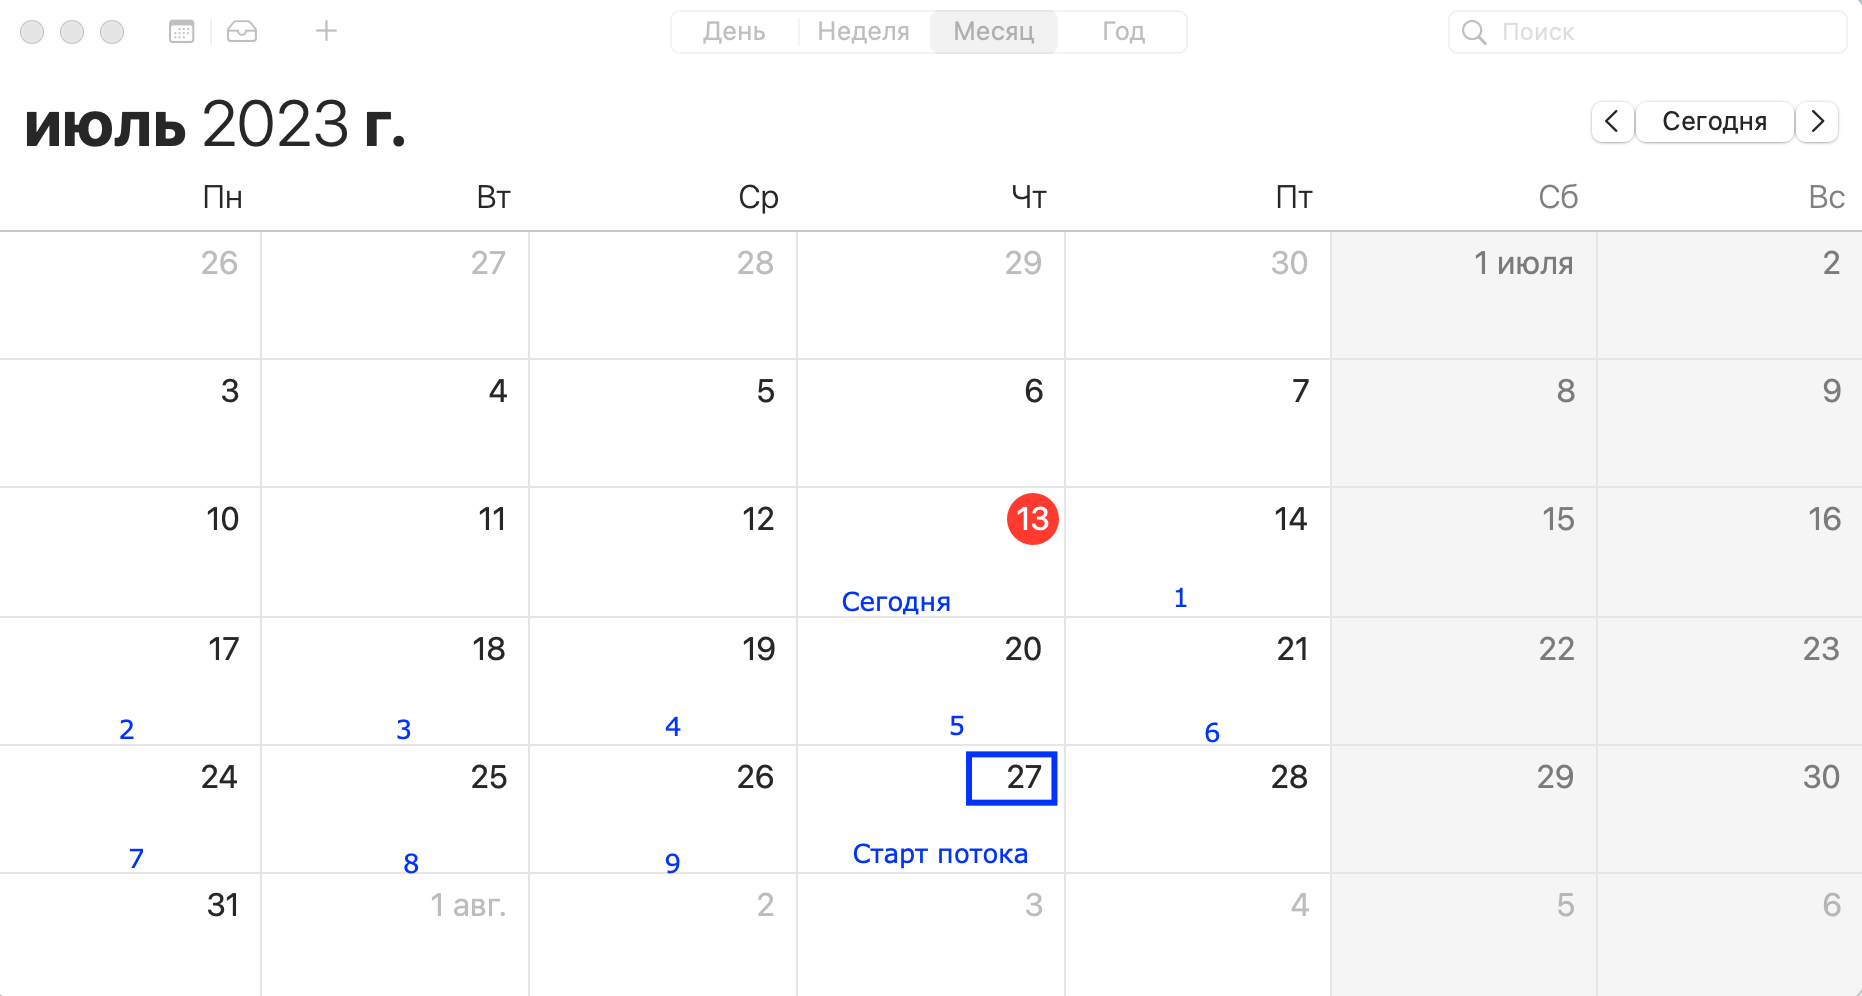 День Неделя Месяц Год Поиск
июль 2023 г. Сегодня
Пн Вт Ср Чт Пт Сб Вс
26 27 28 29 30 1 июля 2
3 4 5 6 7 8 9
10 11 12 13 14 15 16
Сегодня 1
17 18 19 20 21 22 23
2 3 4 5 6
24 25 26 27 28 29 30
7 8 9 Старт потока
31 1 авг. 2 3 4 5 6